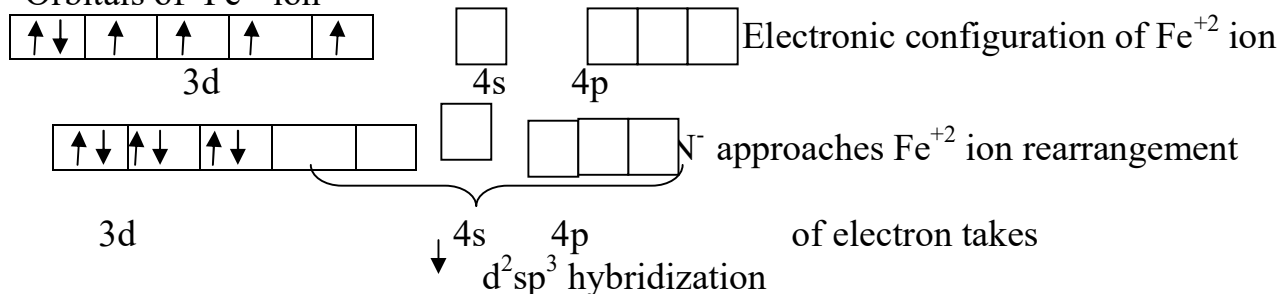 Electronic configuration of Fe⁺² ion
3d 4s 4p
N⁻ approaches Fe⁺² ion rearrangement
3d 4s 4p of electron takes
d²sp³ hybridization